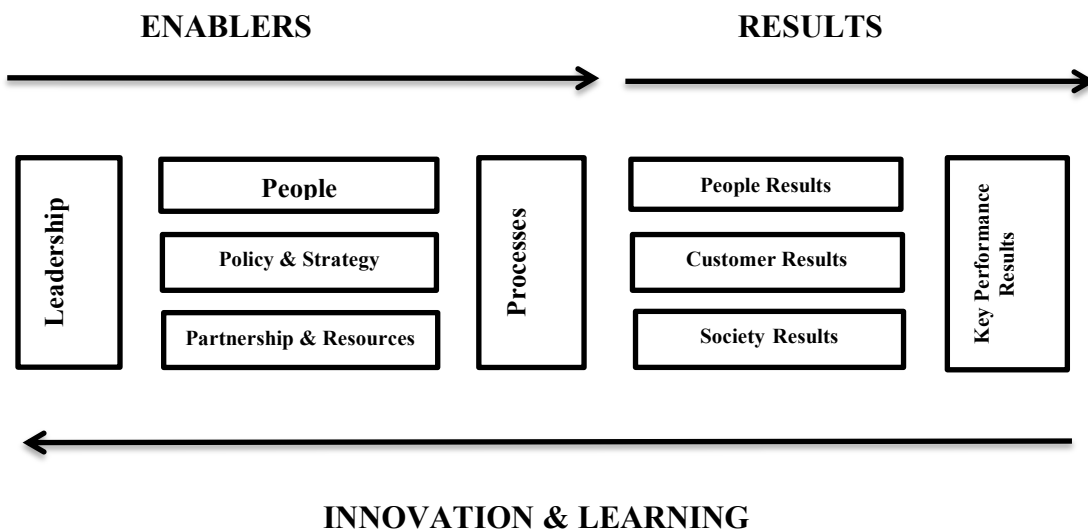 ENABLERS
RESULTS
Leadership
People
Policy & Strategy
Partnership & Resources
Processes
People Results
Customer Results
Society Results
Key Performance
Results
INNOVATION & LEARNING